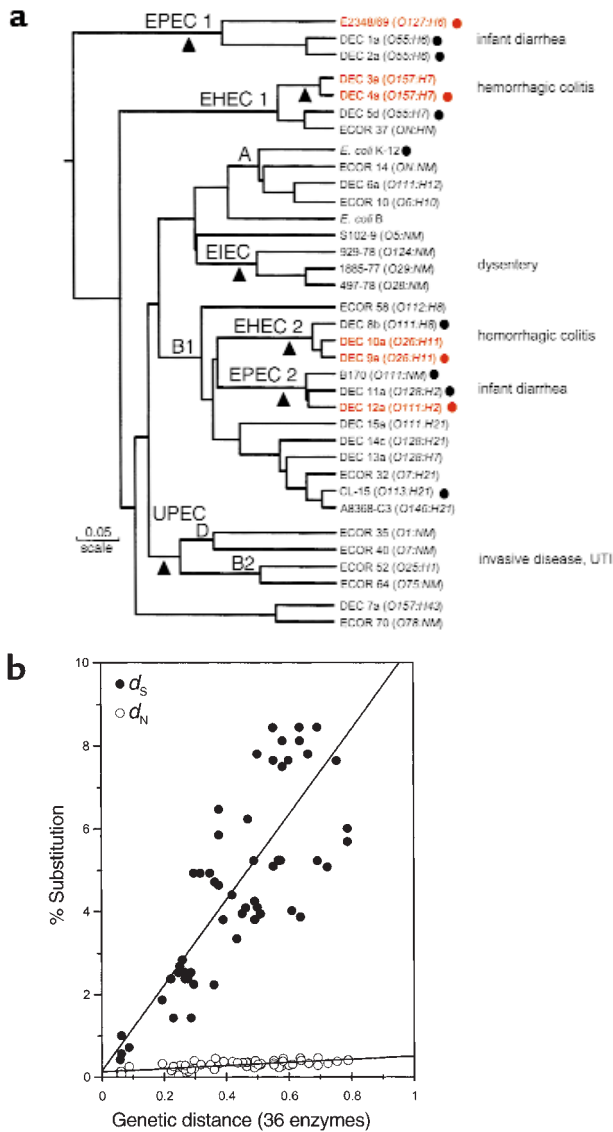 a
EPEC 1
E2348/69 (O127:H6)
DEC 1a (O55:H6)
infant diarrhea
DEC 2a (O55:H6)
EHEC 1
DEC 3a (O157:H7)
hemorrhagic colitis
DEC 4a (O157:H7)
DEC 5d (O55:H7)
ECOR 37 (ON:HN)
A
E. coli K-12
ECOR 14 (ON:NM)
DEC 6a (O111:H12)
ECOR 10 (O6:H10)
E. coli B
S102-9 (O5:NM)
EIEC
929-78 (O124:NM)
1885-77 (O29:NM)
dysentery
497-78 (O28:NM)
ECOR 58 (O112:H8)
EHEC 2
DEC 8b (O111:H8)
hemorrhagic colitis
B1
DEC 10a (O26:H11)
DEC 9a (O26:H11)
EPEC 2
B170 (O111:NM)
DEC 11a (O128:H2)
infant diarrhea
DEC 12a (O111:H2)
DEC 15a (O111:H21)
DEC 14c (O128:H21)
DEC 13a (O128:H7)
ECOR 32 (O7:H21)
CL-15 (O113:H21)
A8368-C3 (O146:H21)
UPEC
0.05
scale
D
ECOR 35 (O1:NM)
ECOR 40 (O7:NM)
B2
ECOR 52 (O25:H1)
invasive disease, UTI
ECOR 64 (O75:NM)
DEC 7a (O157:H43)
ECOR 70 (O78:NM)
b
10
dS
dN
8
6
% Substitution
4
2
0
0 0.2 0.4 0.6 0.8 1
Genetic distance (36 enzymes)